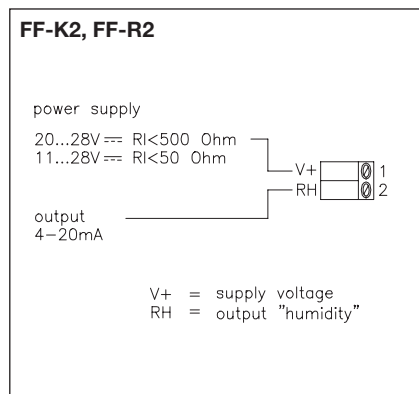 FF-K2, FF-R2
power supply
20...28V⎓ RI<500 Ohm
11...28V⎓ RI<50 Ohm
V+ 1
RH 2
output
4-20mA
V+ = supply voltage
RH = output "humidity"